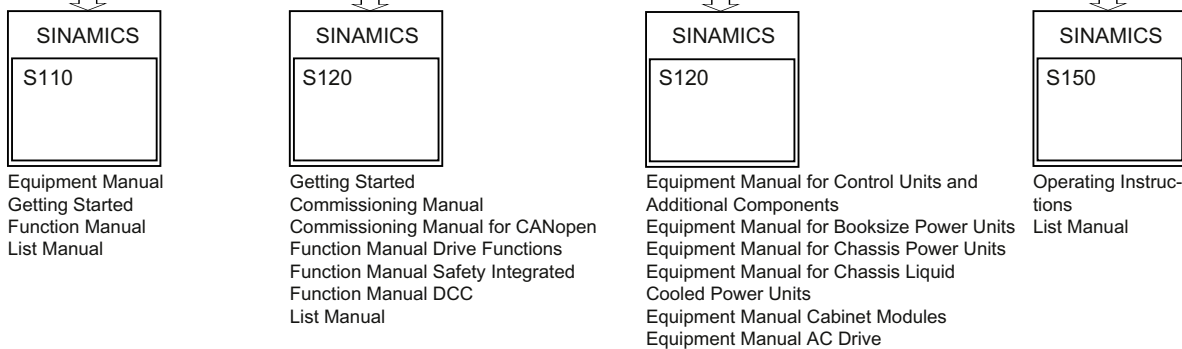 SINAMICS
S110
Equipment Manual
Getting Started
Function Manual
List Manual
SINAMICS
S120
Getting Started
Commissioning Manual
Commissioning Manual for CANopen
Function Manual Drive Functions
Function Manual Safety Integrated
Function Manual DCC
List Manual
SINAMICS
S120
Equipment Manual for Control Units and
Additional Components
Equipment Manual for Booksize Power Units
Equipment Manual for Chassis Power Units
Equipment Manual for Chassis Liquid
Cooled Power Units
Equipment Manual Cabinet Modules
Equipment Manual AC Drive
SINAMICS
S150
Operating Instruc-
tions
List Manual